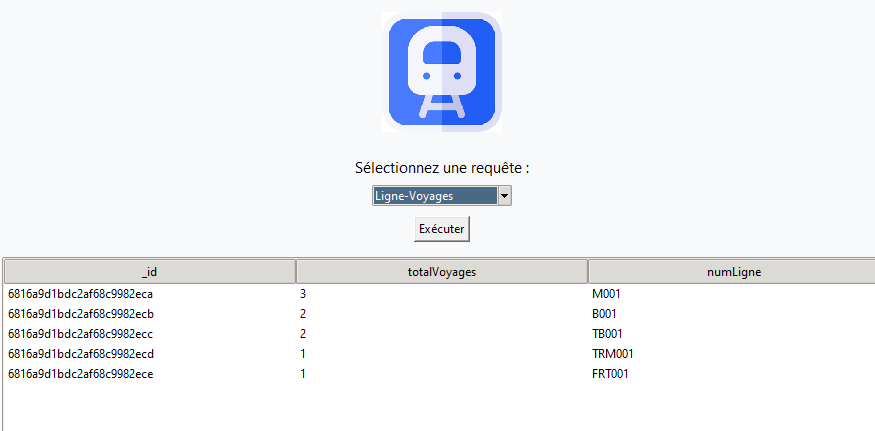 Sélectionnez une requête :
Ligne-Voyages
Exécuter
_id totalVoyages numLigne
6816a9d1bdc2af68c9982eca 3 M001
6816a9d1bdc2af68c9982ecb 2 B001
6816a9d1bdc2af68c9982ecc 2 TB001
6816a9d1bdc2af68c9982ecd 1 TRM001
6816a9d1bdc2af68c9982ece 1 FRT001